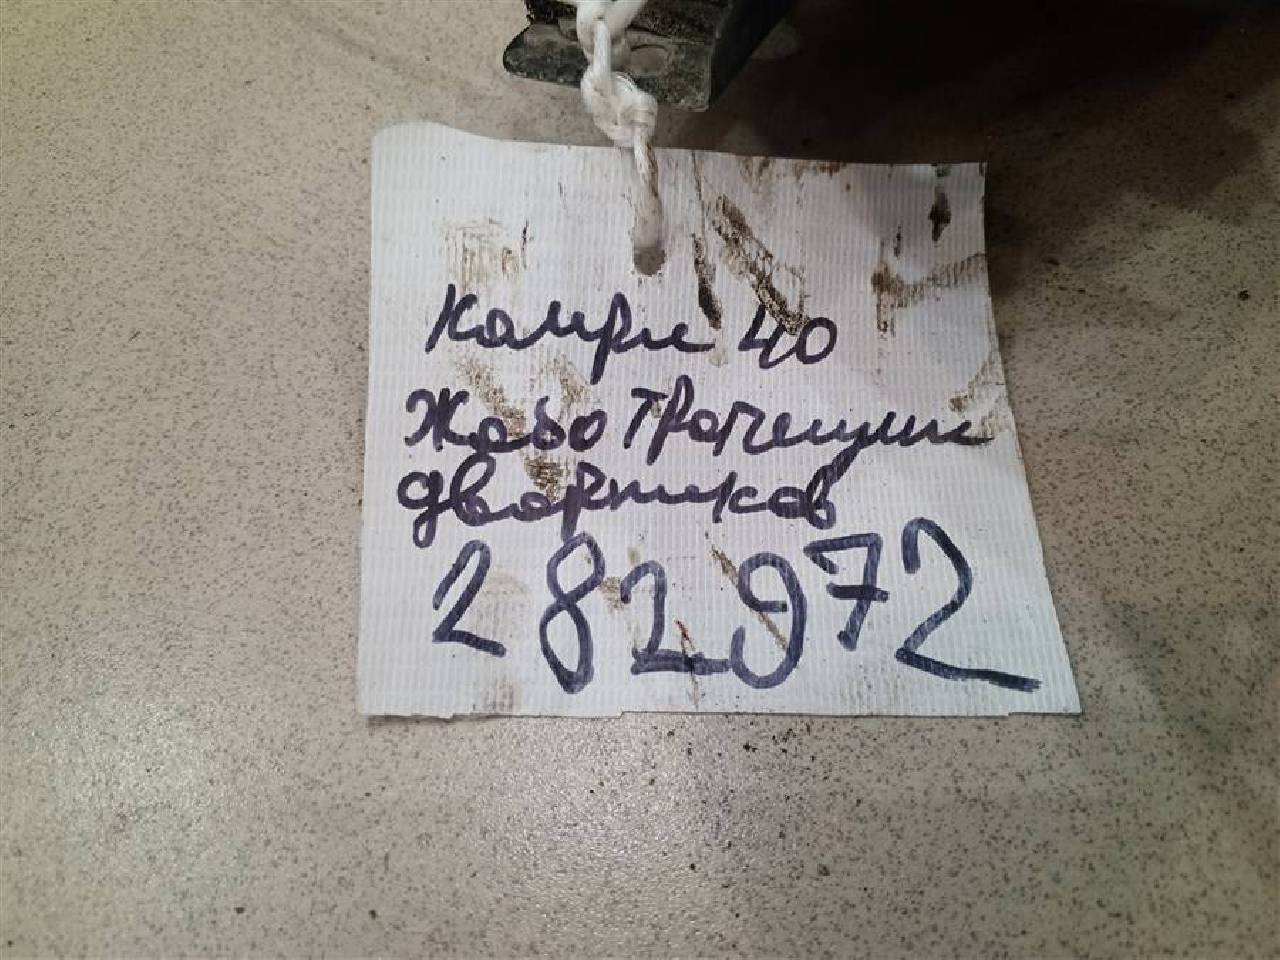 Камри 40
Жабо Трапеции
дворников
282972